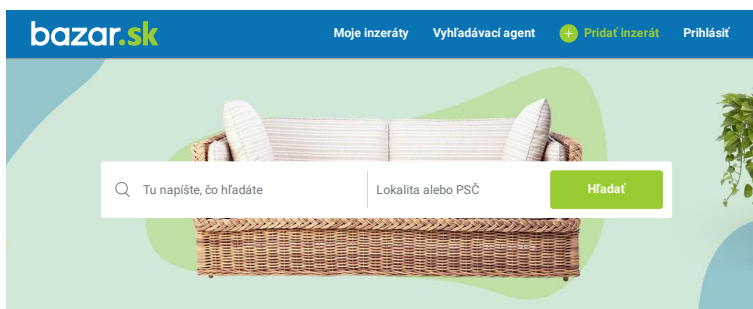 bazar.sk
Moje inzeráty Vyhľadávací agent Pridať inzerát Prihlásiť
Tu napíšte, čo hľadáte Lokalita alebo PSČ Hľadať